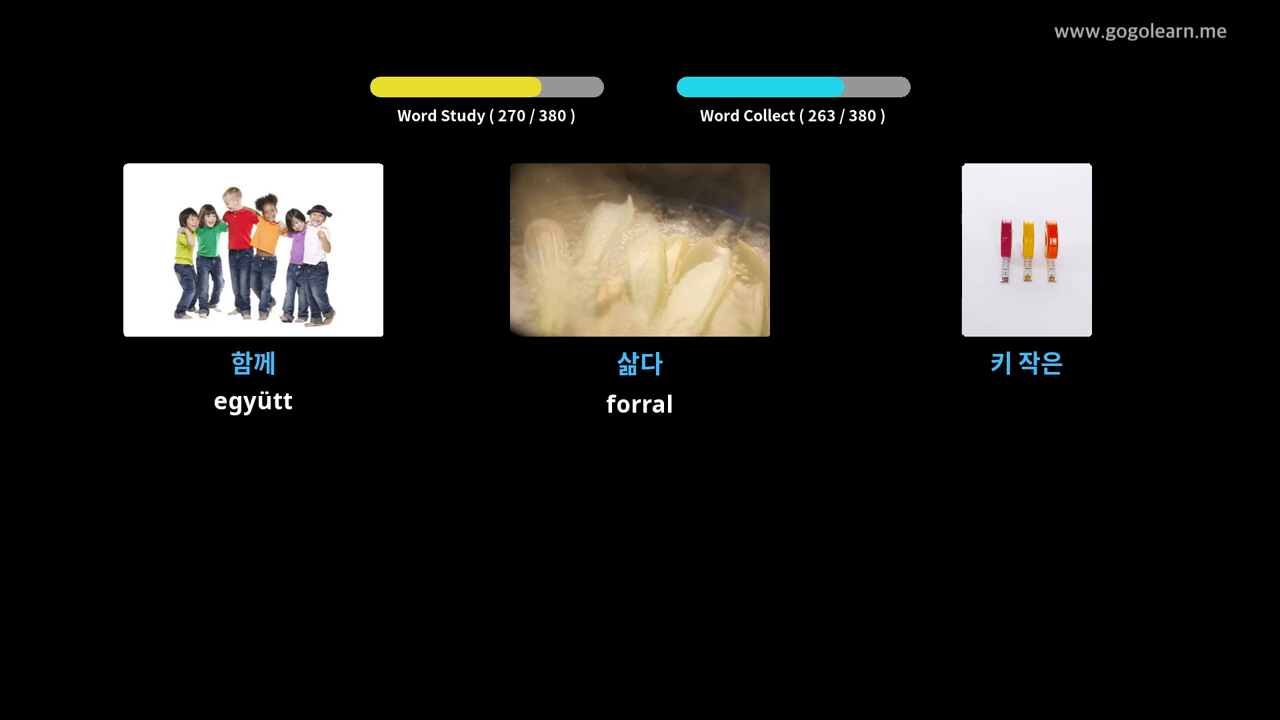 www.gogolearn.me
Word Study ( 270 / 380 )
Word Collect ( 263 / 380 )
함께
együtt
삶다
forral
키 작은